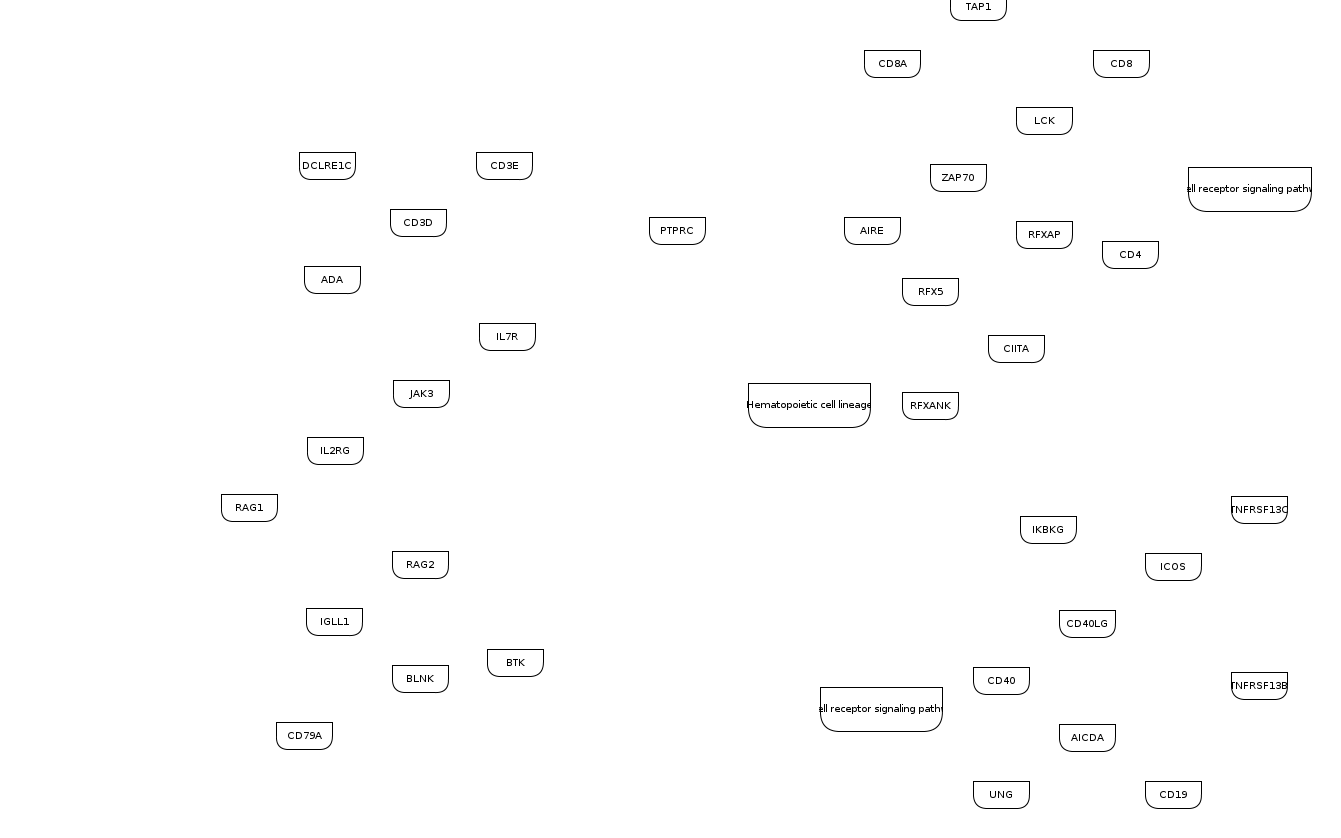 TAP1
CD8A
CD8
LCK
DCLRE1C
CD3E
ZAP70
ell receptor signaling pathw
CD3D
PTPRC
AIRE
RFXAP
CD4
ADA
RFX5
IL7R
CIITA
JAK3
Hematopoietic cell lineage
RFXANK
IL2RG
RAG1
TNFRSF13C
IKBKG
RAG2
ICOS
IGLL1
CD40LG
BTK
BLNK
CD40
TNFRSF13B
ell receptor signaling pathw
CD79A
AICDA
UNG
CD19